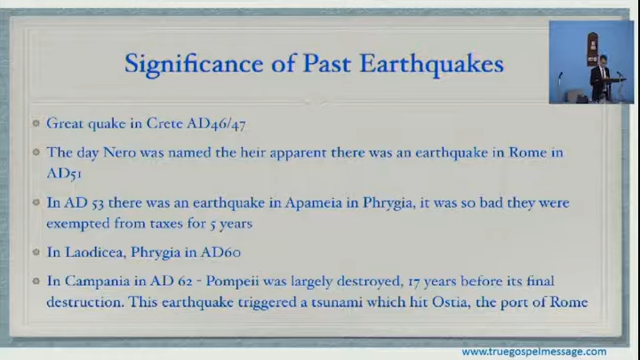 Significance of Past Earthquakes
Great quake in Crete AD46/47
The day Nero was named the heir apparent there was an earthquake in Rome in
AD51
In AD 53 there was an earthquake in Apameia in Phrygia, it was so bad they were
exempted from taxes for 5 years
In Laodicea, Phrygia in AD60
In Campania in AD 62 - Pompeii was largely destroyed, 17 years before its final
destruction. This earthquake triggered a tsunami which hit Ostia, the port of Rome
www.truegospelmessage.com